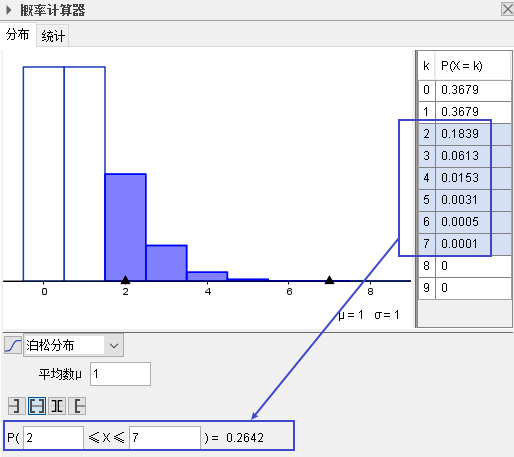 概率计算器
分布 统计
k P(X = k)
0 0.3679
1 0.3679
2 0.1839
3 0.0613
4 0.0153
5 0.0031
6 0.0005
7 0.0001
8 0
9 0
0 2 4 6 8
μ = 1 σ = 1
泊松分布
平均数μ 1
P( 2 ≤ X ≤ 7 ) = 0.2642